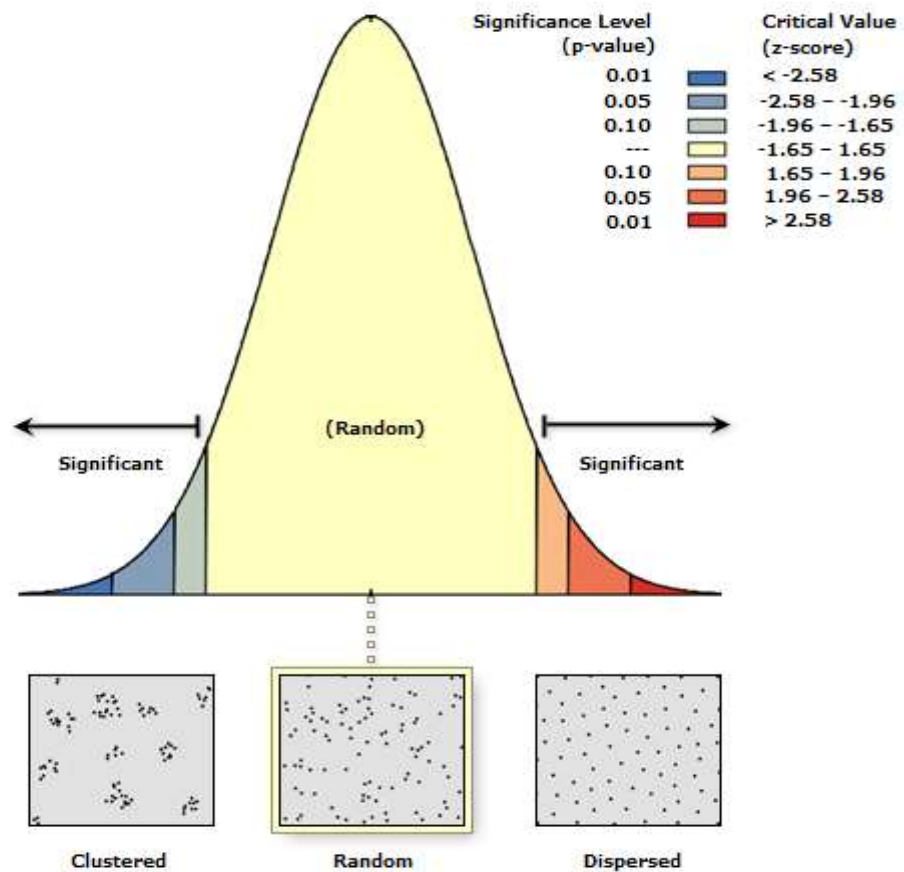 Significance Level
(p-value)
Critical Value
(z-score)
0.01 < -2.58
0.05 -2.58 – -1.96
0.10 -1.96 – -1.65
--- -1.65 – 1.65
0.10 1.65 – 1.96
0.05 1.96 – 2.58
0.01 > 2.58
(Random)
Significant
Significant
Clustered
Random
Dispersed